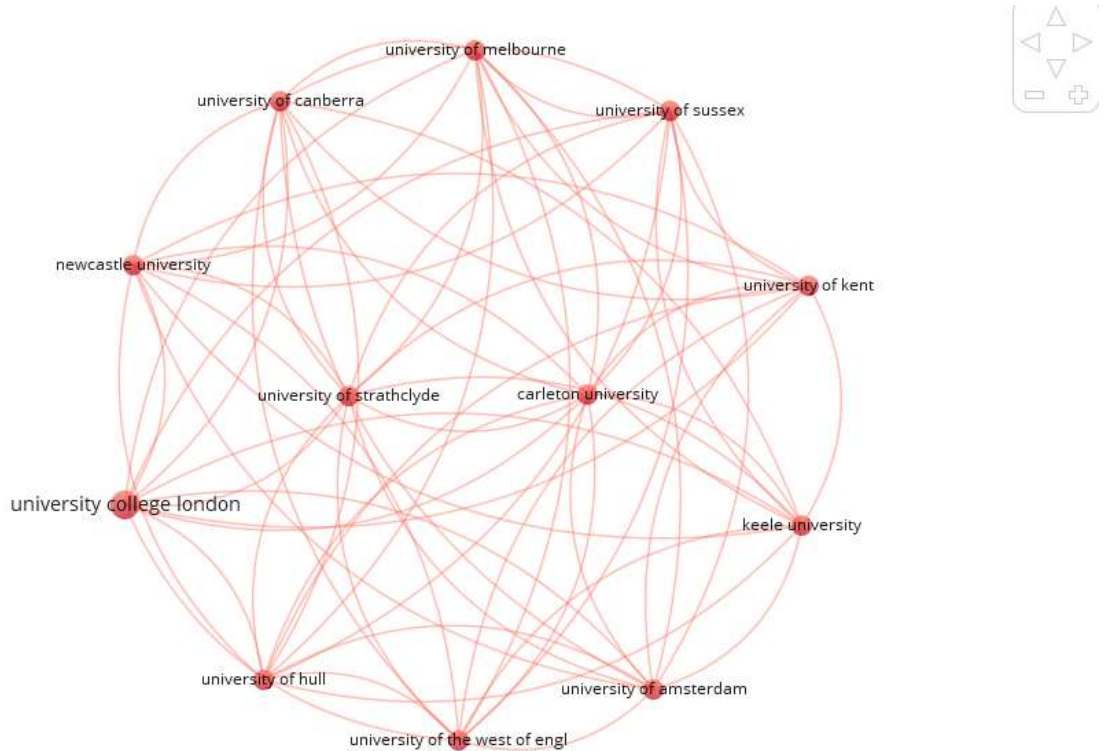 university of melbourne
university of canberra
university of sussex
newcastle university
university of kent
university of strathclyde
carleton university
university college london
keele university
university of hull
university of amsterdam
university of the west of engl